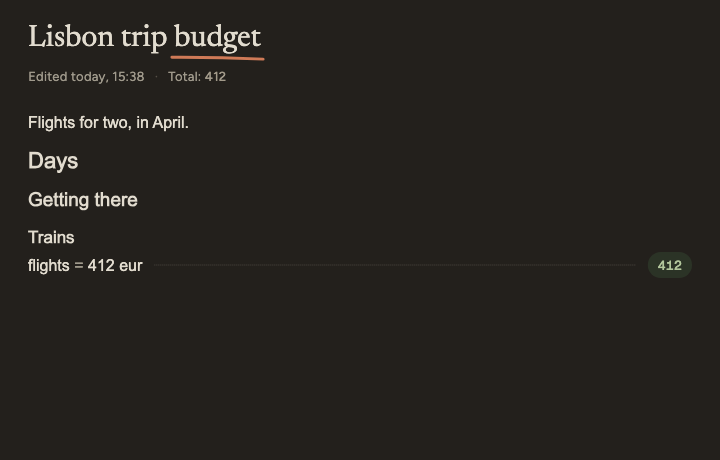 Lisbon trip budget
Edited today, 15:38 · Total: 412
Flights for two, in April.
Days
Getting there
Trains
flights = 412 eur 412